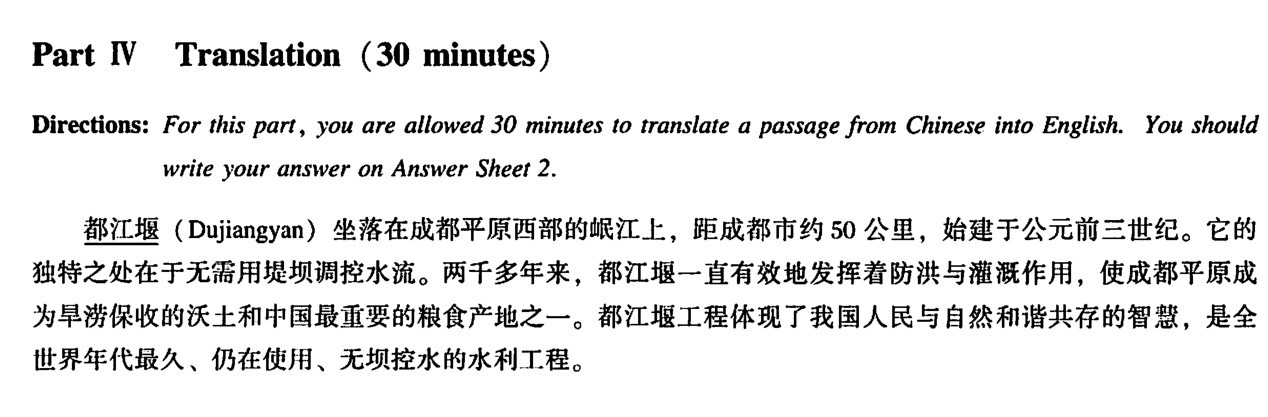 Part Ⅳ Translation (30 minutes)
Directions: For this part, you are allowed 30 minutes to translate a passage from Chinese into English. You should
write your answer on Answer Sheet 2.
都江堰（Dujiangyan）坐落在成都平原西部的岷江上，距成都市约 50 公里，始建于公元前三世纪。它的
独特之处在于无需用堤坝调控水流。两千多年来，都江堰一直有效地发挥着防洪与灌溉作用，使成都平原成
为旱涝保收的沃土和中国最重要的粮食产地之一。都江堰工程体现了我国人民与自然和谐共存的智慧，是全
世界年代最久、仍在使用、无坝控水的水利工程。